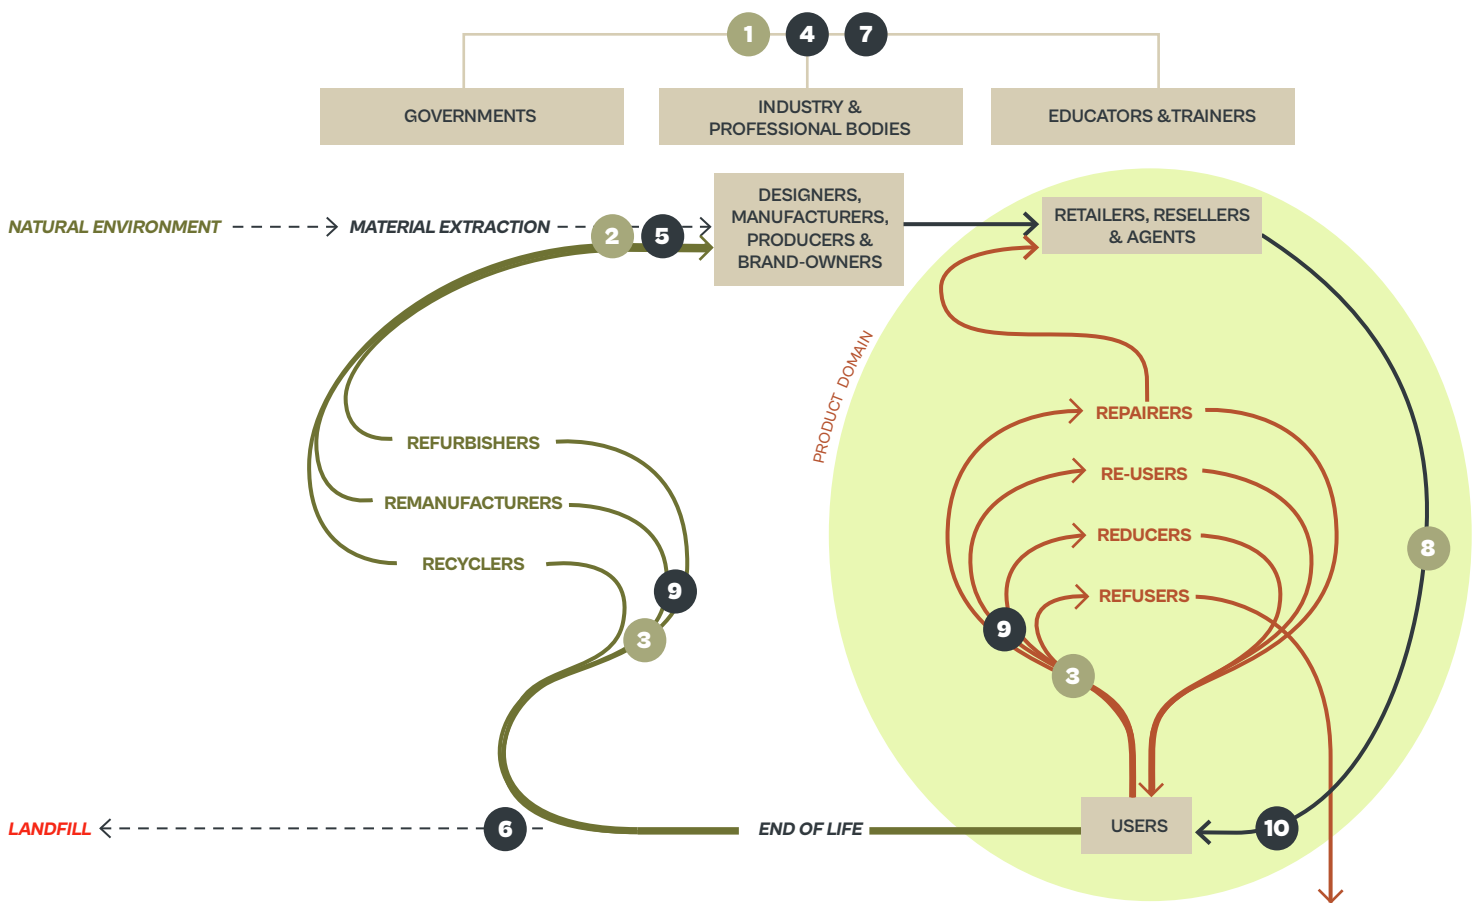 1 4 7
GOVERNMENTS
INDUSTRY &
PROFESSIONAL BODIES
EDUCATORS &TRAINERS
NATURAL ENVIRONMENT
MATERIAL EXTRACTION
2 5
DESIGNERS,
MANUFACTURERS,
PRODUCERS &
BRAND-OWNERS
RETAILERS, RESELLERS
& AGENTS
PRODUCT DOMAIN
REFURBISHERS
REMANUFACTURERS
RECYCLERS
9
3
REPAIRERS
RE-USERS
REDUCERS
REFUSERS
9
3
8
LANDFILL
6
END OF LIFE
USERS
10